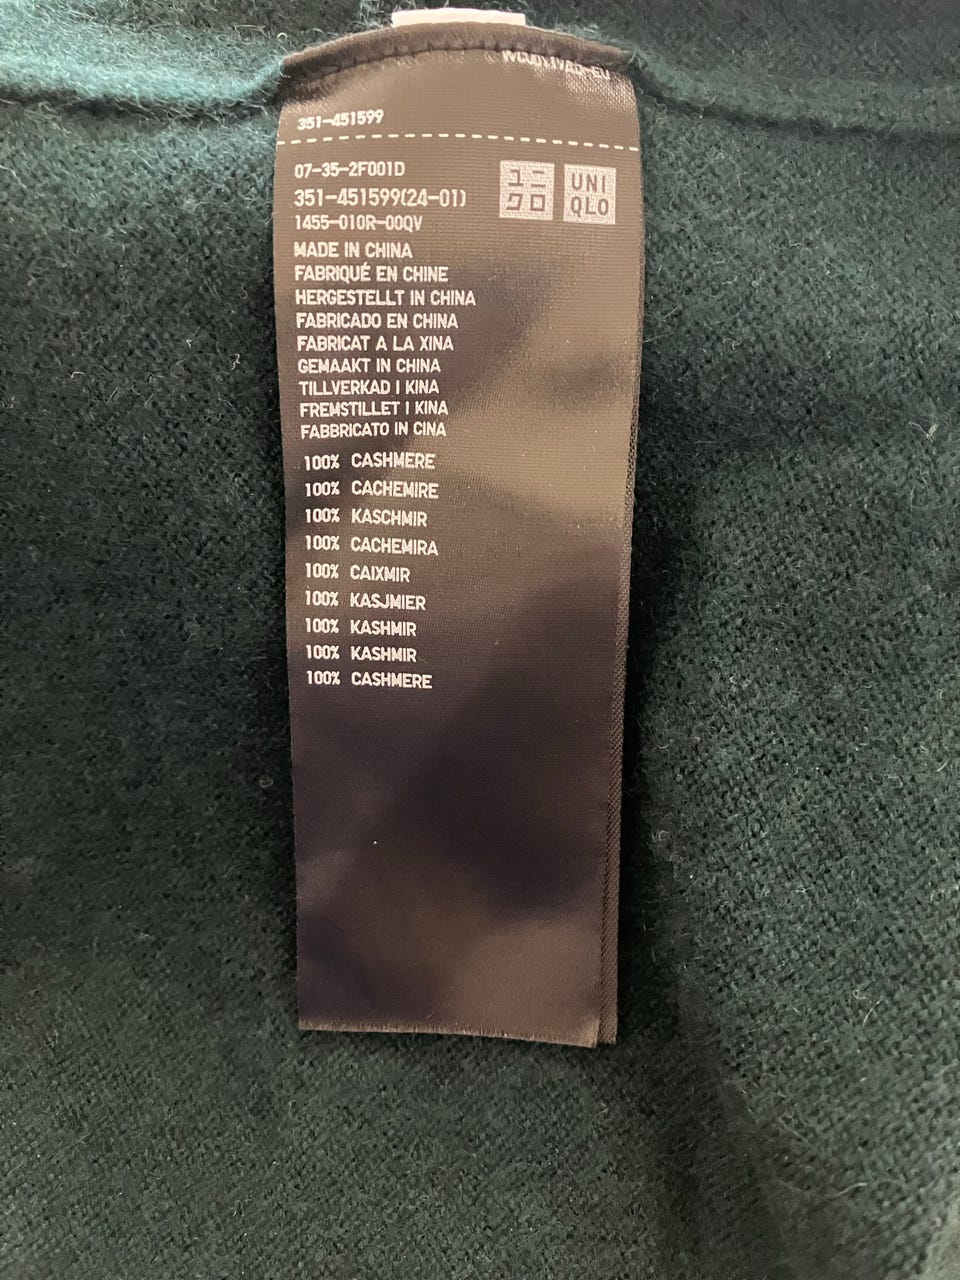 351-451599
07-35-2F001D
351-451599(24-01)
1455-010R-00QV
ユニ
クロ
UNI
QLO
MADE IN CHINA
FABRIQUÉ EN CHINE
HERGESTELLT IN CHINA
FABRICADO EN CHINA
FABRICAT A LA XINA
GEMAAKT IN CHINA
TILLVERKAD I KINA
FREMSTILLET I KINA
FABBRICATO IN CINA
100% CASHMERE
100% CACHEMIRE
100% KASCHMIR
100% CACHEMIRA
100% CAIXMIR
100% KASJMIER
100% KASHMIR
100% KASHMIR
100% CASHMERE